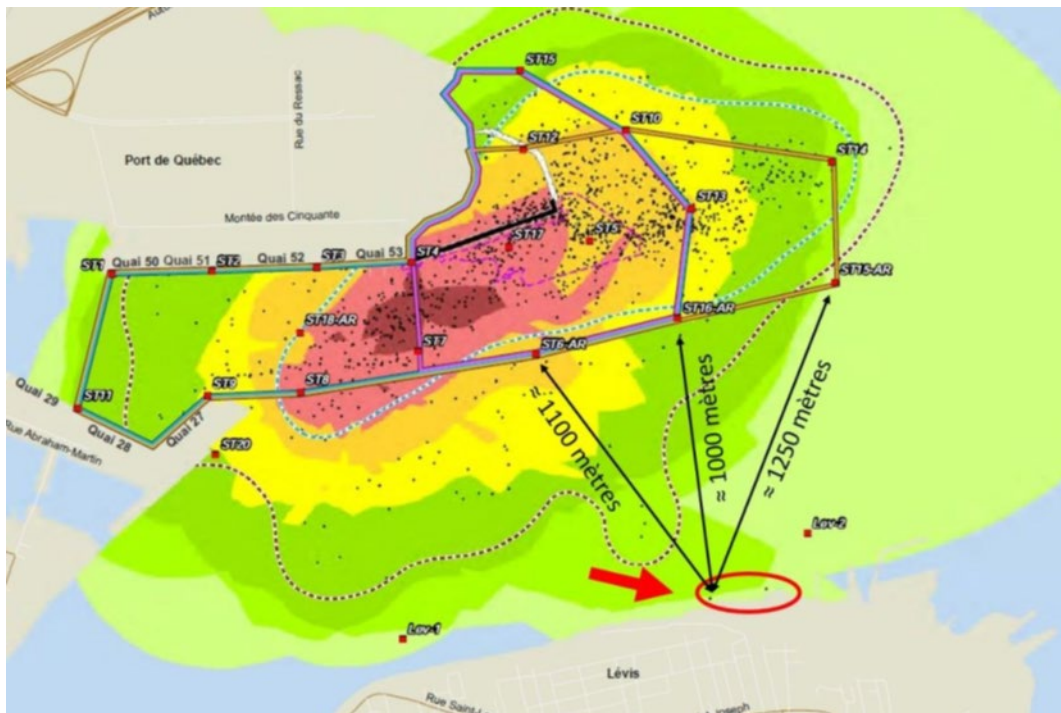 Auto
ST15
Rue du Ressac
ST12
ST10
Port de Québec
ST14
ST13
Montée des Cinquante
ST5
ST17
ST1
Quai 50
Quai 51
ST2
Quai 52
ST3
Quai 53
ST4
ST15-AR
ST16-AR
ST18-AR
ST7
ST6-AR
ST8
ST9
ST11
Quai 29
Quai 28
Quai 27
Rue Abraham-Martin
ST20
≈ 1100 mètres
≈ 1000 mètres
≈ 1250 mètres
Lev-2
Lev-1
Lévis
Rue Saint-L
Joseph